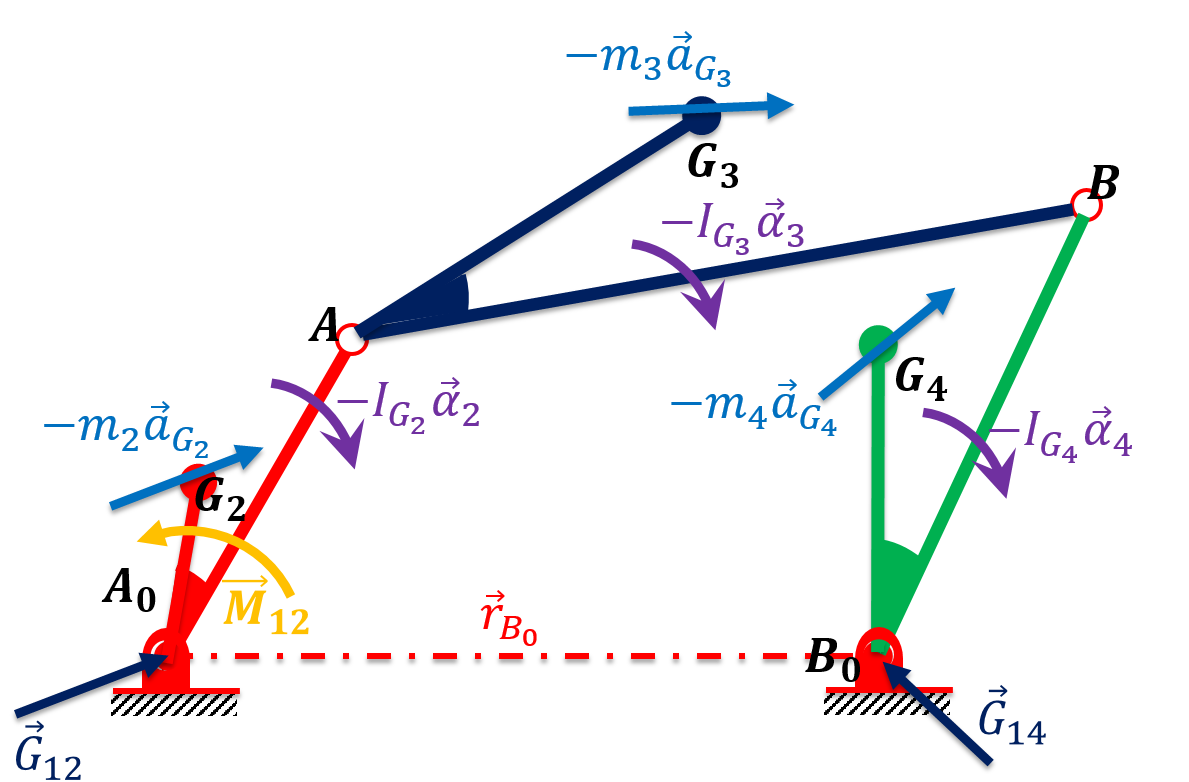 −m₃a⃗_G₃
G₃
B
−I_G₃α⃗₃
A
G₄
−I_G₂α⃗₂
−m₄a⃗_G₄
−m₂a⃗_G₂
−I_G₄α⃗₄
G₂
A₀
M⃗₁₂
r⃗_B₀
B₀
G⃗₁₂
G⃗₁₄